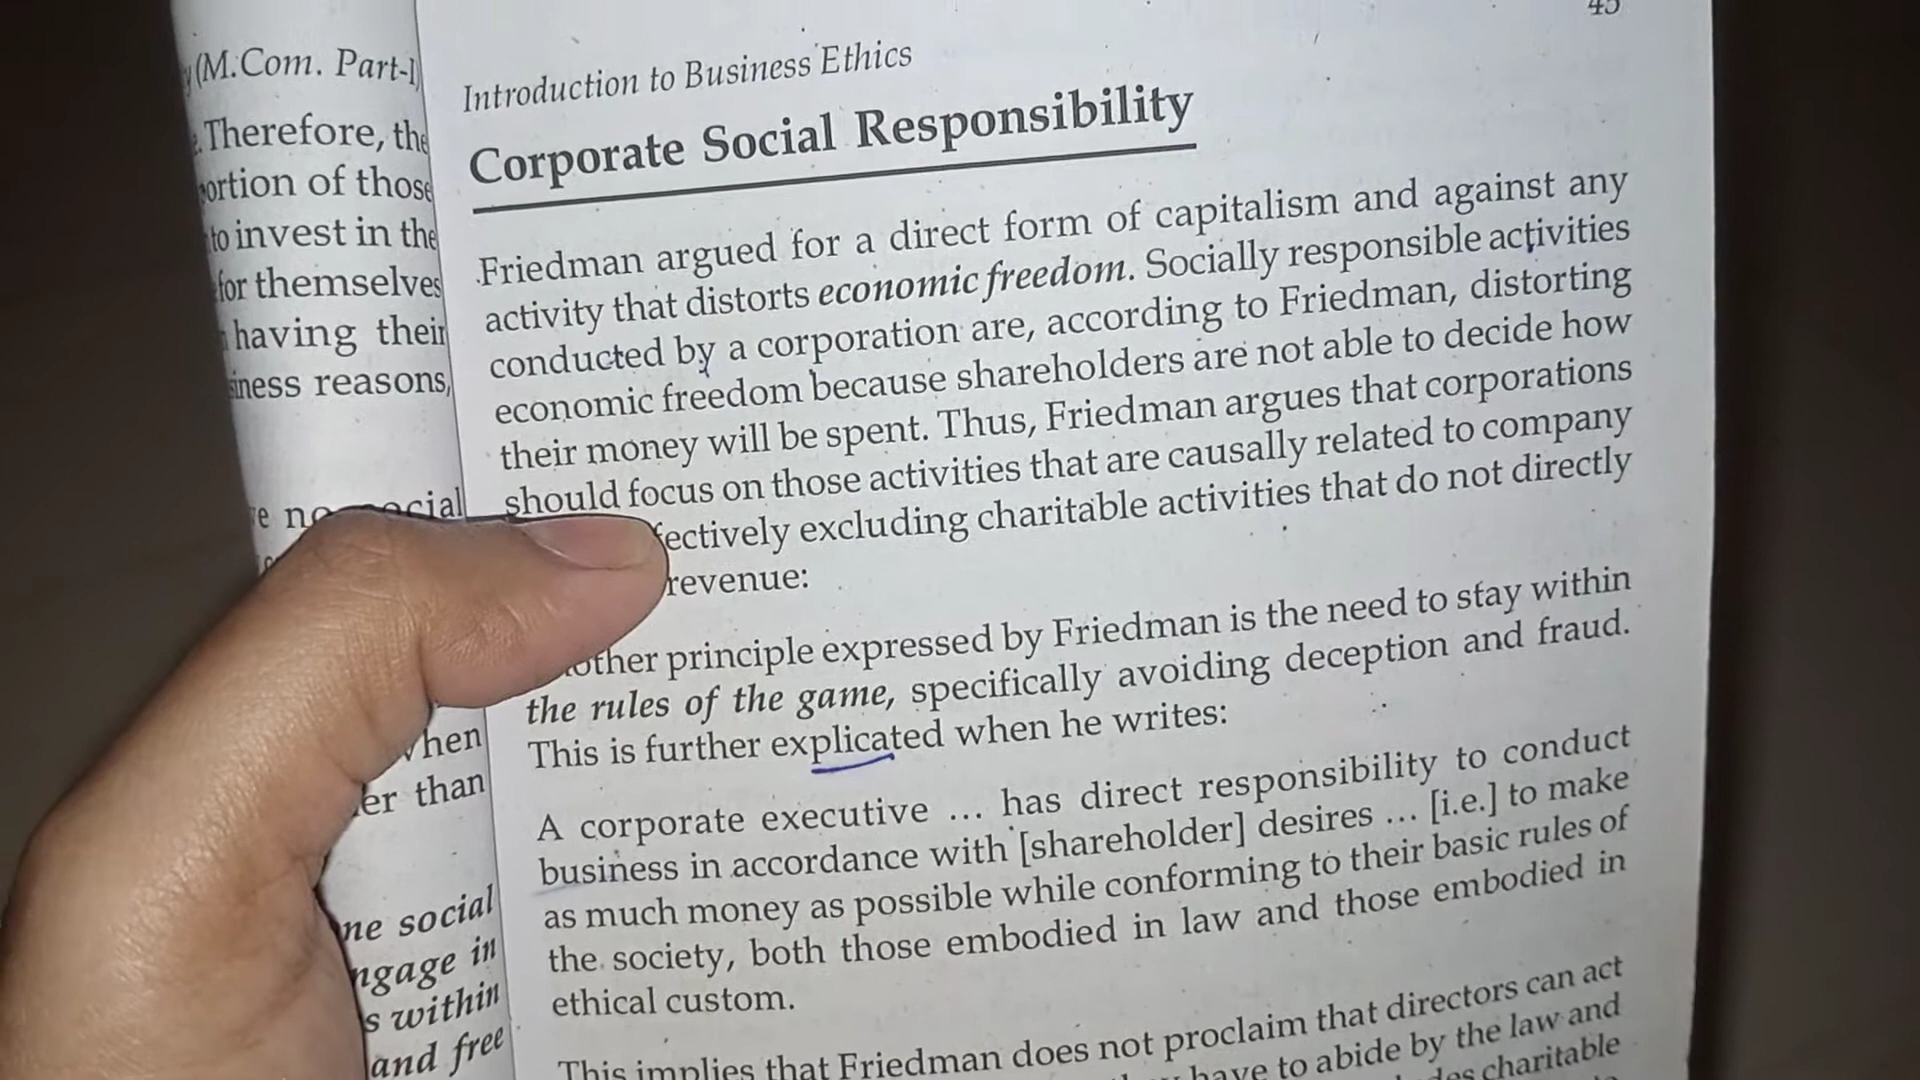 y (M.Com. Part-I)
Therefore, the
portion of those
to invest in the
for themselves
having their
siness reasons,
social
when
er than
ne social
ngage in
s within
and free
45
Introduction to Business Ethics
Corporate Social Responsibility
Friedman argued for a direct form of capitalism and against any
activity that distorts economic freedom. Socially responsible activities
conducted by a corporation are, according to Friedman, distorting
economic freedom because shareholders are not able to decide how
their money will be spent. Thus, Friedman argues that corporations
should focus on those activities that are causally related to company
fectively excluding charitable activities that do not directly
revenue:
other principle expressed by Friedman is the need to stay within
the rules of the game, specifically avoiding deception and fraud.
This is further explicated when he writes:
A corporate executive ... has direct responsibility to conduct
business in accordance with [shareholder] desires ... [i.e.] to make
as much money as possible while conforming to their basic rules of
the society, both those embodied in law and those embodied in
ethical custom.
This implies that Friedman does not proclaim that directors can act
have to abide by the law and
charitable